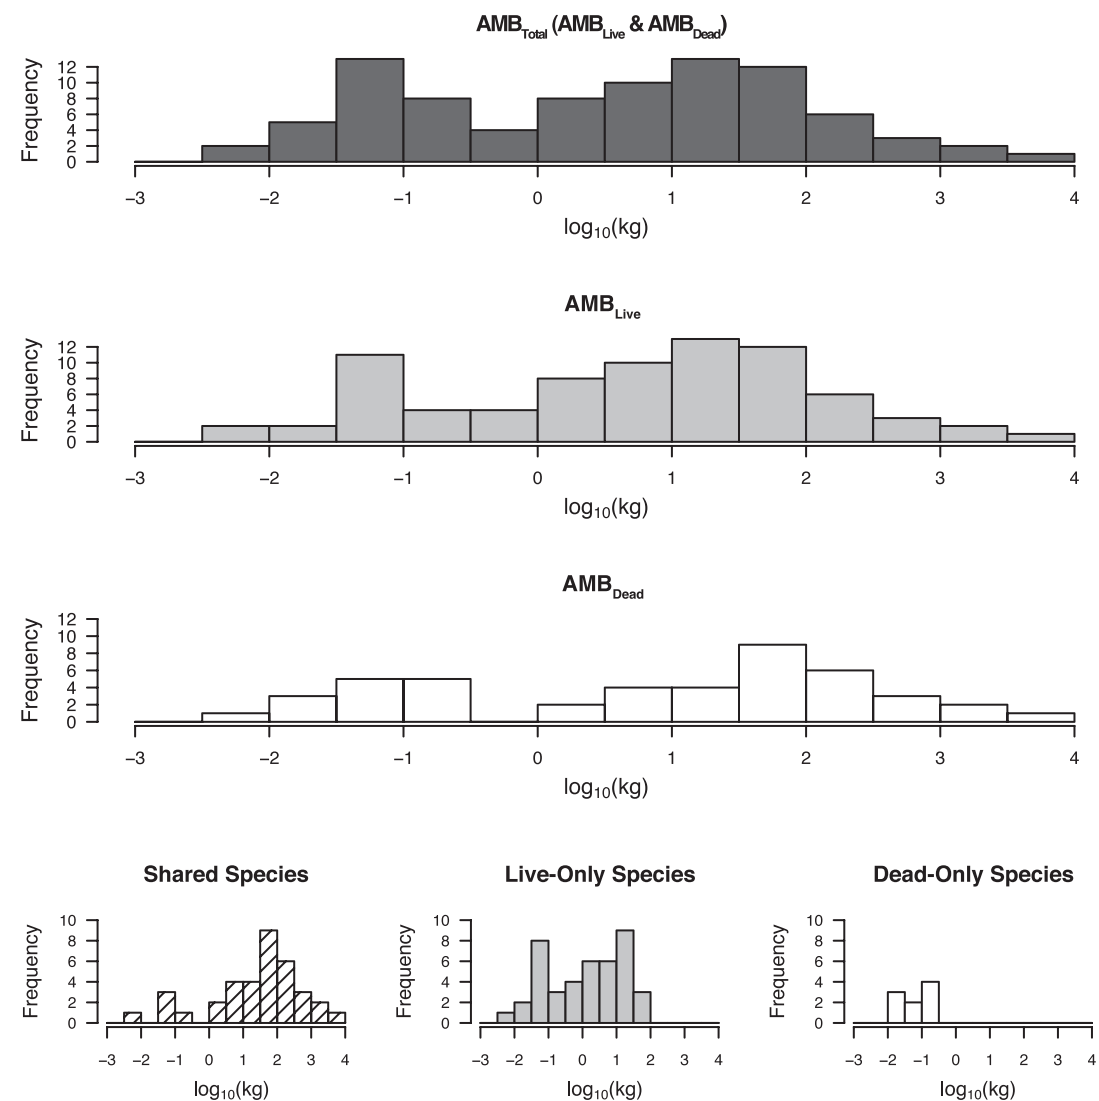 AMBTotal (AMBLive & AMBDead)
Frequency
12
10
8
6
4
2
0
−3 −2 −1 0 1 2 3 4
log10(kg)
AMBLive
Frequency
12
10
8
6
4
2
0
−3 −2 −1 0 1 2 3 4
log10(kg)
AMBDead
Frequency
12
10
8
6
4
2
0
−3 −2 −1 0 1 2 3 4
log10(kg)
Shared Species
Frequency
10
8
6
4
2
0
−3 −2 −1 0 1 2 3 4
log10(kg)
Live-Only Species
Frequency
10
8
6
4
2
0
−3 −2 −1 0 1 2 3 4
log10(kg)
Dead-Only Species
Frequency
10
8
6
4
2
0
−3 −2 −1 0 1 2 3 4
log10(kg)